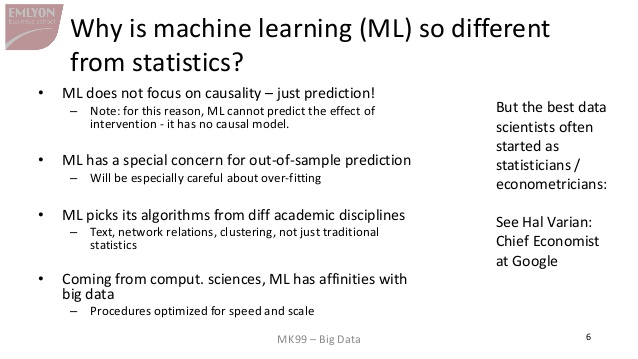 EMLYON
business school
Why is machine learning (ML) so different
from statistics?
• ML does not focus on causality – just prediction!
– Note: for this reason, ML cannot predict the effect of
intervention - it has no causal model.
• ML has a special concern for out-of-sample prediction
– Will be especially careful about over-fitting
• ML picks its algorithms from diff academic disciplines
– Text, network relations, clustering, not just traditional
statistics
• Coming from comput. sciences, ML has affinities with
big data
– Procedures optimized for speed and scale
But the best data
scientists often
started as
statisticians /
econometricians:
See Hal Varian:
Chief Economist
at Google
MK99 – Big Data
6